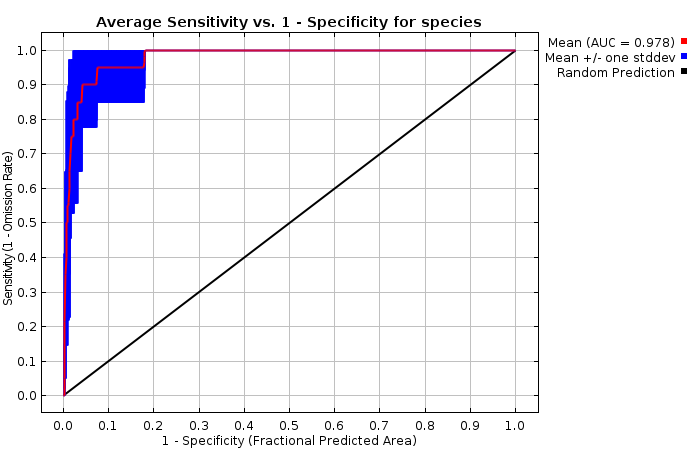 Average Sensitivity vs. 1 - Specificity for species
Mean (AUC = 0.978)
Mean +/- one stddev
Random Prediction
Sensitivity (1 - Omission Rate)
1.0
0.9
0.8
0.7
0.6
0.5
0.4
0.3
0.2
0.1
0.0
0.0 0.1 0.2 0.3 0.4 0.5 0.6 0.7 0.8 0.9 1.0
1 - Specificity (Fractional Predicted Area)